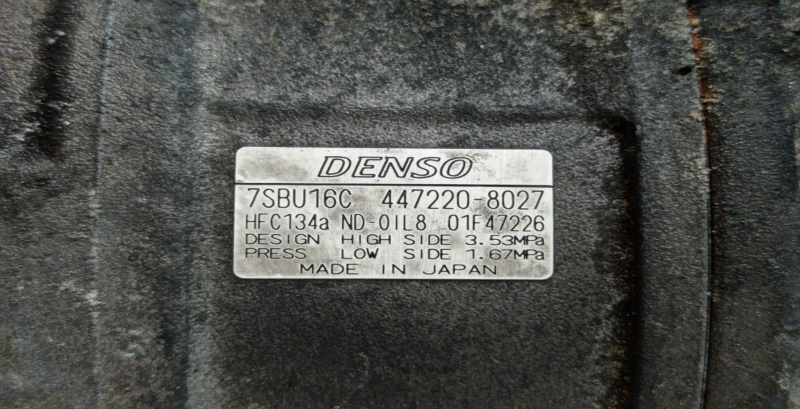 DENSO
7SBU16C 447220-8027
HFC134a ND-OIL8 01F47226
DESIGN HIGH SIDE 3.53MPa
PRESS LOW SIDE 1.67MPa
MADE IN JAPAN